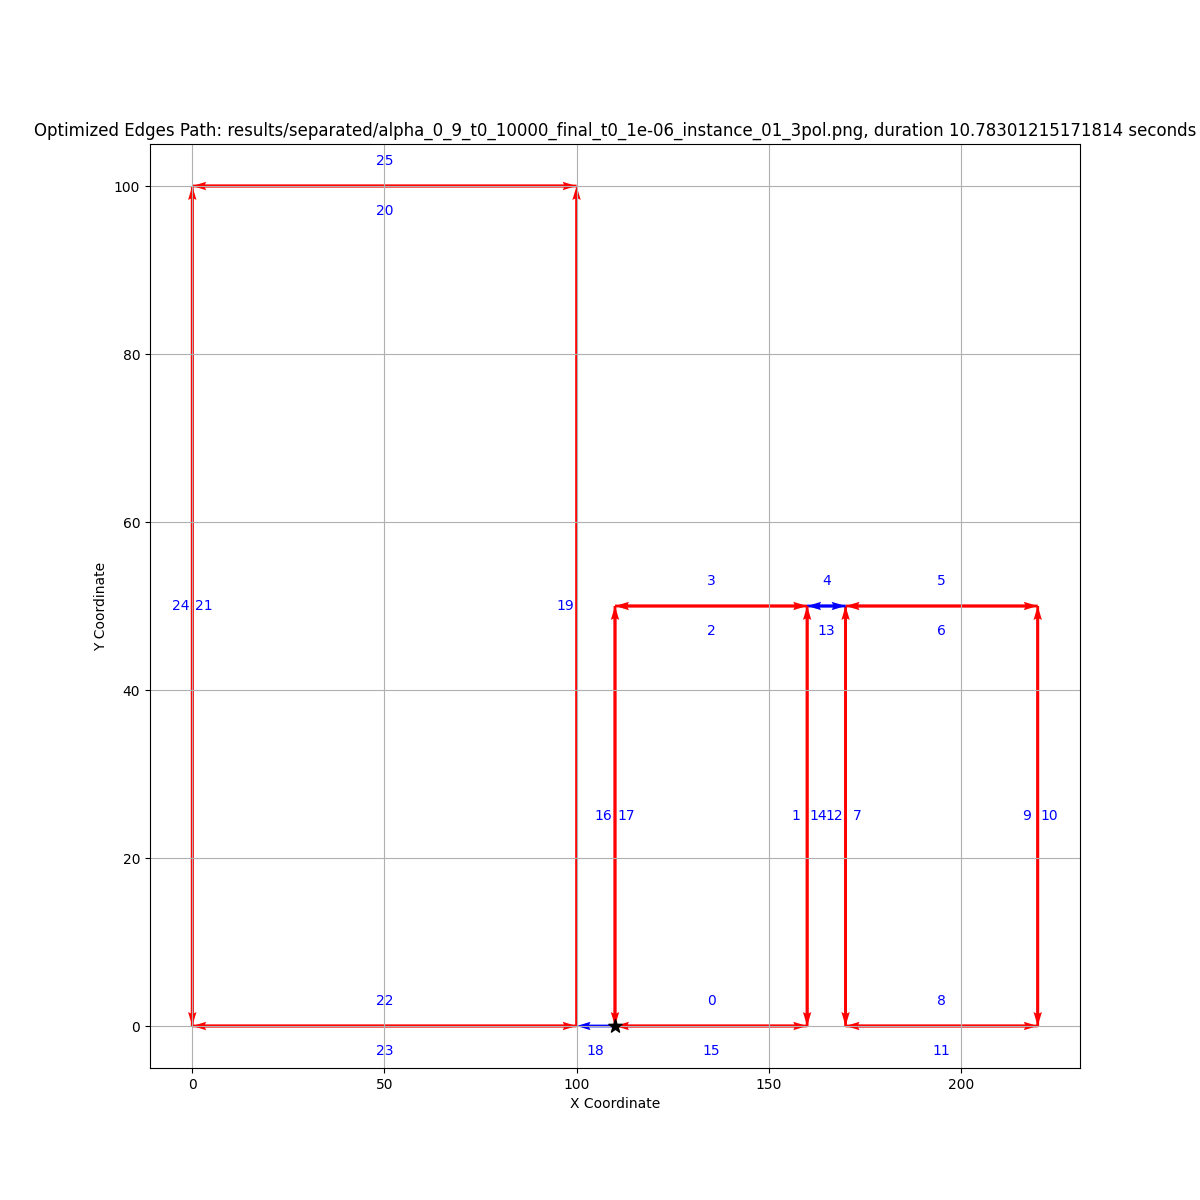 Optimized Edges Path: results/separated/alpha_0_9_t0_10000_final_t0_1e-06_instance_01_3pol.png, duration 10.78301215171814 seconds
25
100
20
80
60
3 4 5
24 21 19
2 13 6
Y Coordinate
40
16 17 1 14 12 7 9 10
20
22 0 8
0
23 18 15 11
0 50 100 150 200
X Coordinate